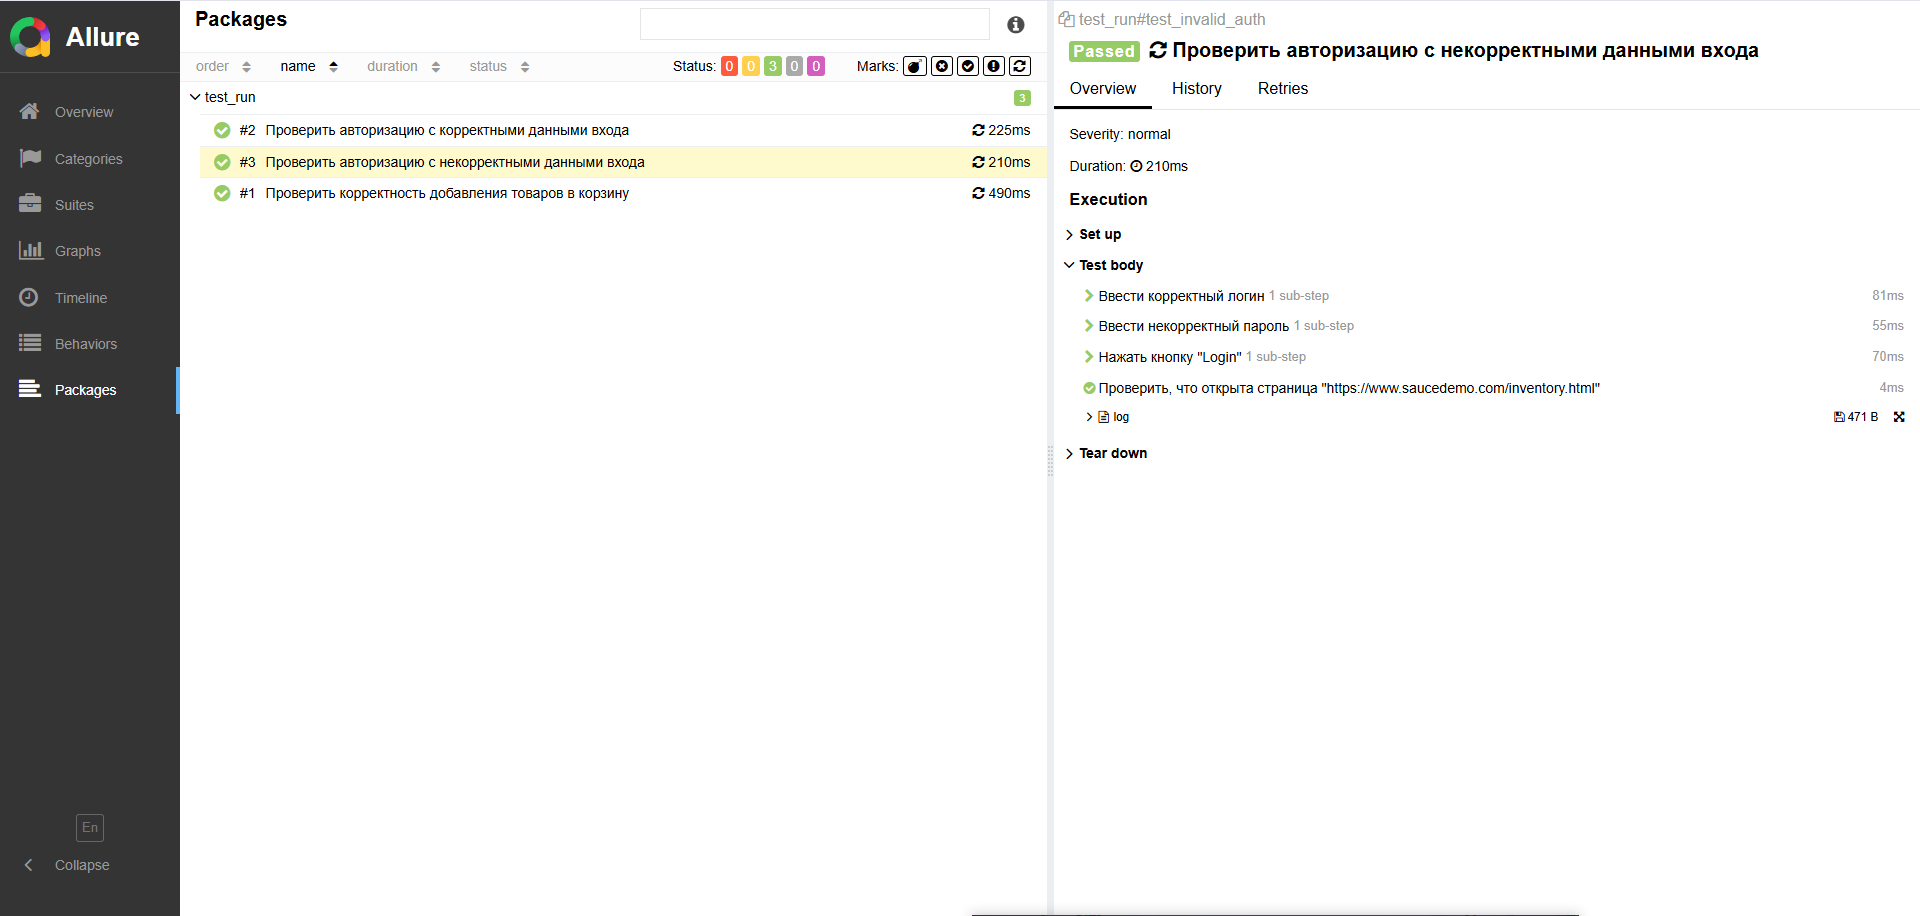 Allure
Overview
Categories
Suites
Graphs
Timeline
Behaviors
Packages
En
Collapse
Packages
order name duration status Status: 0 0 3 0 0 Marks:
test_run 3
#2 Проверить авторизацию с корректными данными входа 225ms
#3 Проверить авторизацию с некорректными данными входа 210ms
#1 Проверить корректность добавления товаров в корзину 490ms
test_run#test_invalid_auth
Passed Проверить авторизацию с некорректными данными входа
Overview History Retries
Severity: normal
Duration: 210ms
Execution
Set up
Test body
Ввести корректный логин 1 sub-step 81ms
Ввести некорректный пароль 1 sub-step 55ms
Нажать кнопку "Login" 1 sub-step 70ms
Проверить, что открыта страница "https://www.saucedemo.com/inventory.html" 4ms
log 471 B
Tear down